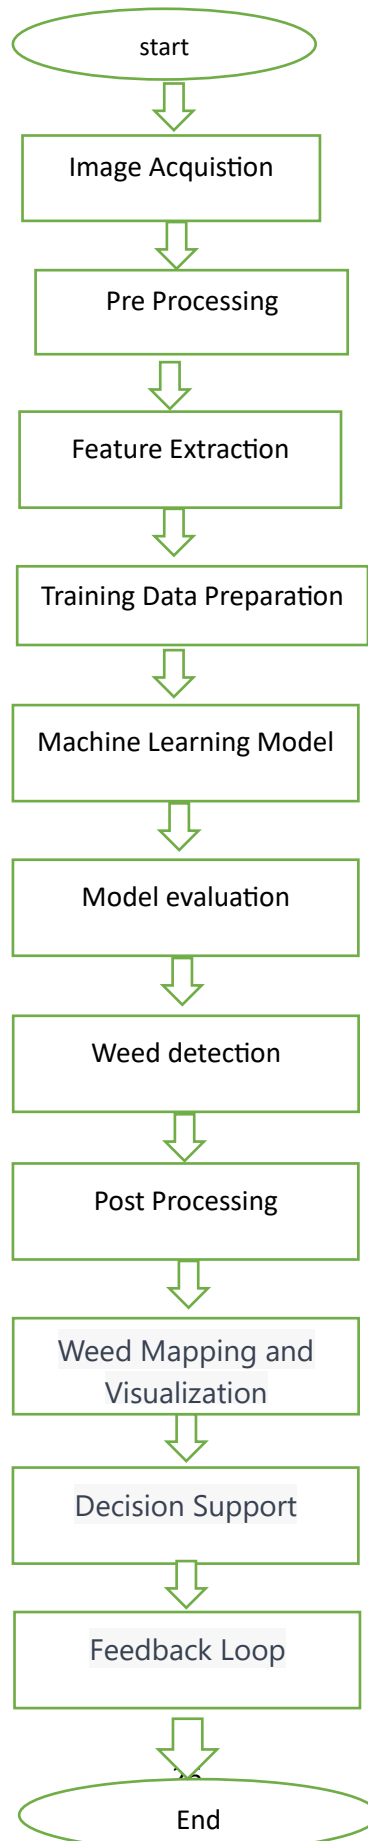 start
Image Acquistion
Pre Processing
Feature Extraction
Training Data Preparation
Machine Learning Model
Model evaluation
Weed detection
Post Processing
Weed Mapping and
Visualization
Decision Support
Feedback Loop
End